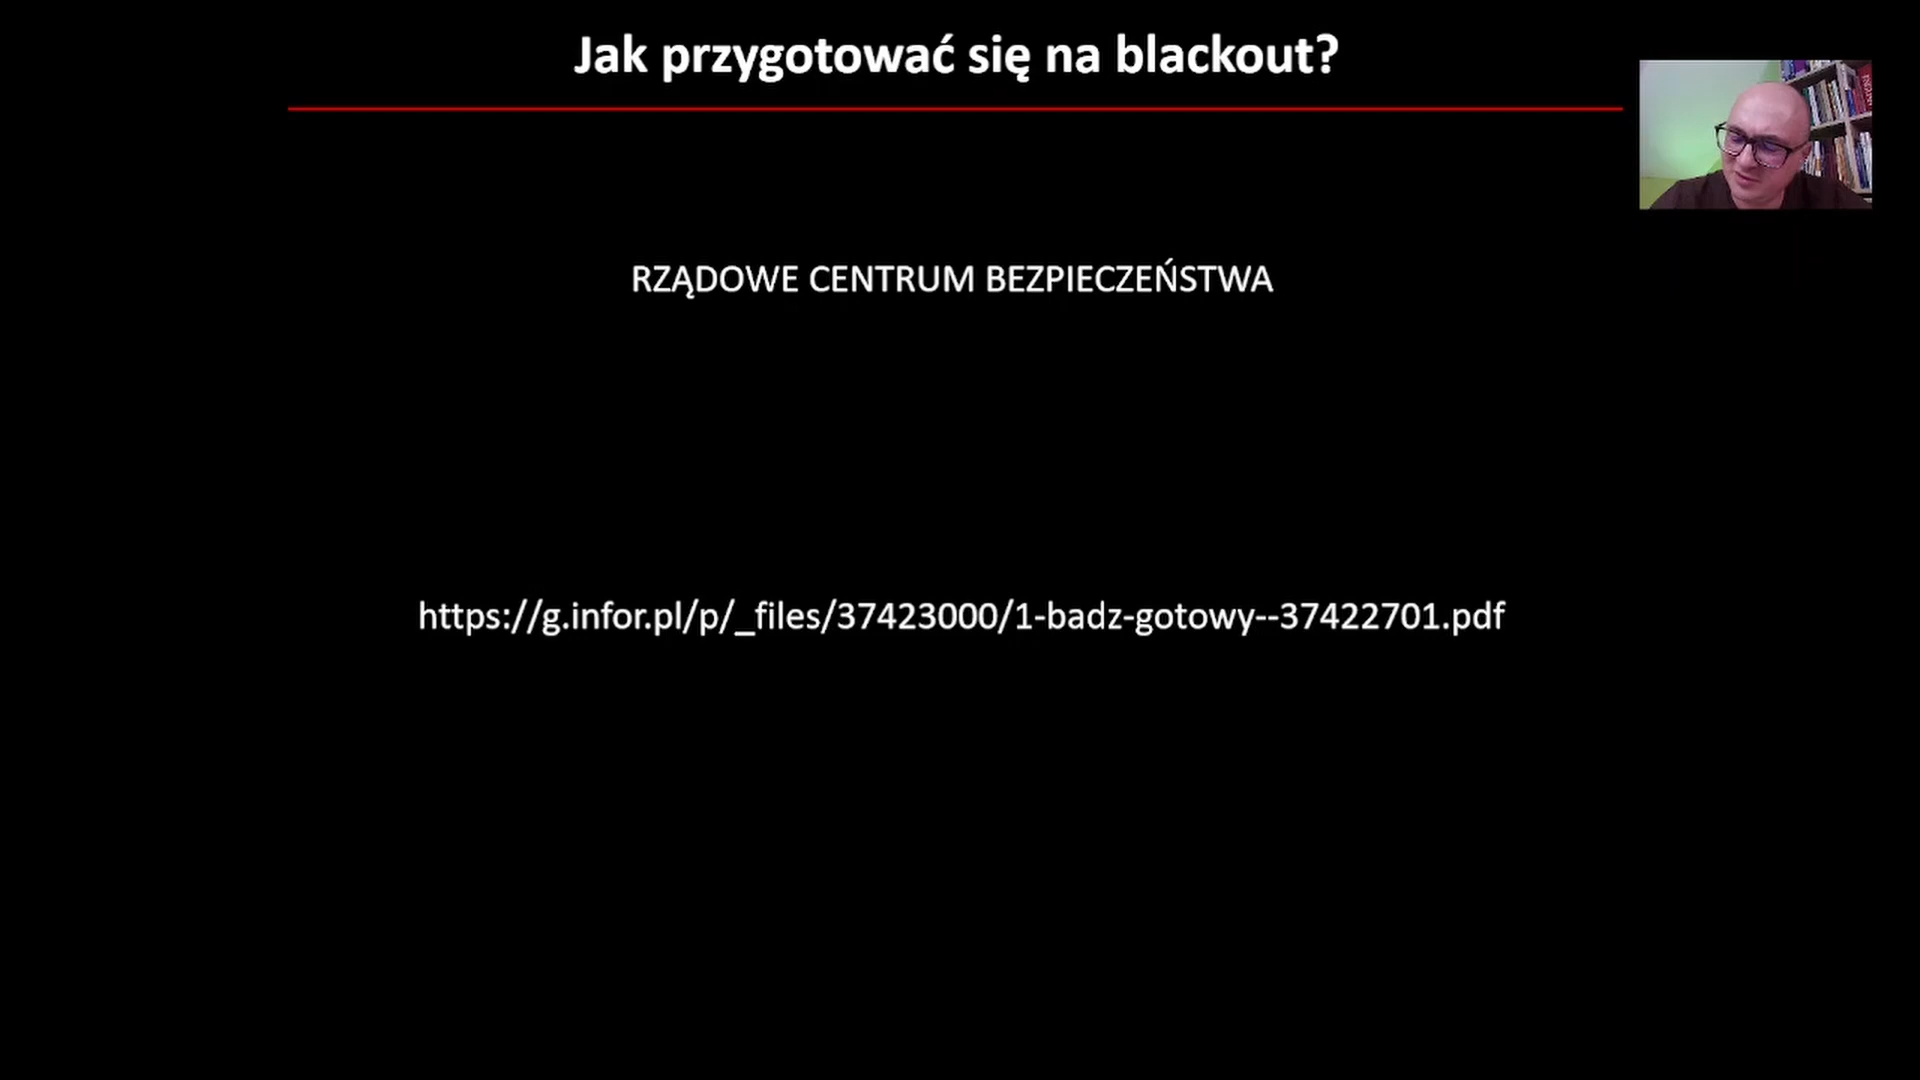 Jak przygotować się na blackout?
RZĄDOWE CENTRUM BEZPIECZEŃSTWA
https://g.infor.pl/p/_files/37423000/1-badz-gotowy--37422701.pdf